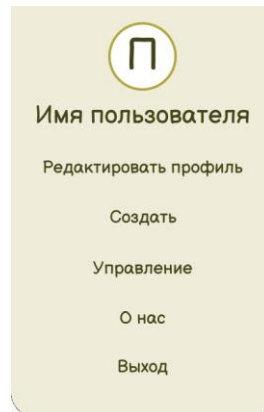 П
Имя пользователя
Редактировать профиль
Создать
Управление
О нас
Выход